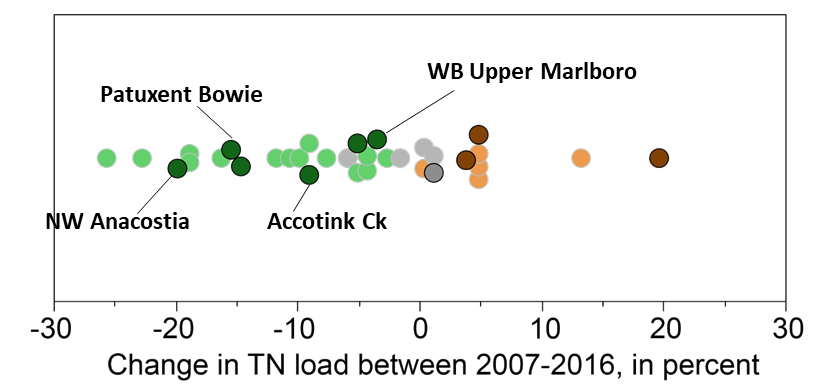 WB Upper Marlboro
Patuxent Bowie
NW Anacostia
Accotink Ck
-30 -20 -10 0 10 20 30
Change in TN load between 2007-2016, in percent